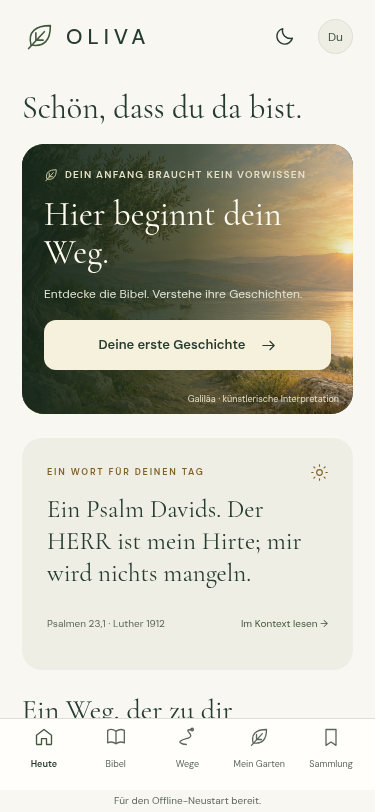 OLIVA
Du
Schön, dass du da bist.
DEIN ANFANG BRAUCHT KEIN VORWISSEN
Hier beginnt dein
Weg.
Entdecke die Bibel. Verstehe ihre Geschichten.
Deine erste Geschichte →
Galiläa · künstlerische Interpretation
EIN WORT FÜR DEINEN TAG
Ein Psalm Davids. Der
HERR ist mein Hirte; mir
wird nichts mangeln.
Psalmen 23,1 · Luther 1912
Im Kontext lesen →
Ein Weg, der zu dir
Heute
Bibel
Wege
Mein Garten
Sammlung
Für den Offline-Neustart bereit.